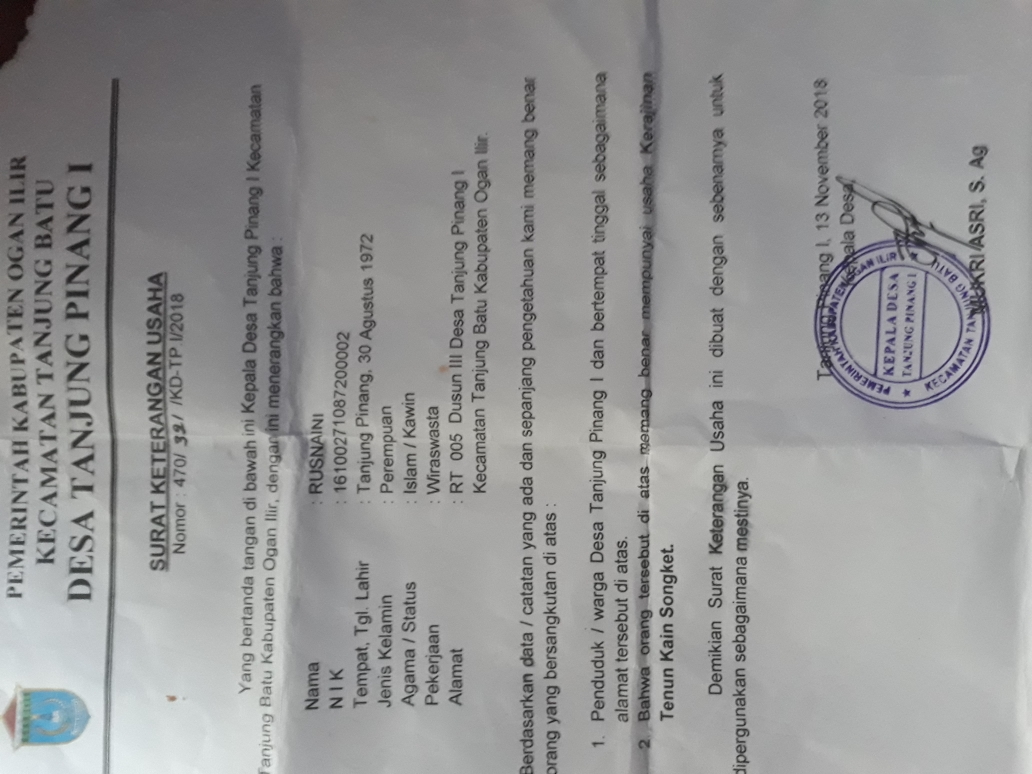 PEMERINTAH KABUPATEN OGAN ILIR
KECAMATAN TANJUNG BATU
DESA TANJUNG PINANG I
SURAT KETERANGAN USAHA
Nomor : 470/ 321 /KD-TP I/2018
Yang bertanda tangan di bawah ini Kepala Desa Tanjung Pinang I Kecamatan
Tanjung Batu Kabupaten Ogan Ilir, dengan ini menerangkan bahwa :
Nama : RUSNAINI
N I K : 1610027108720002
Tempat, Tgl. Lahir : Tanjung Pinang, 30 Agustus 1972
Jenis Kelamin : Perempuan
Agama / Status : Islam / Kawin
Pekerjaan : Wiraswasta
Alamat : RT 005 Dusun III Desa Tanjung Pinang I
Kecamatan Tanjung Batu Kabupaten Ogan Ilir.
Berdasarkan data / catatan yang ada dan sepanjang pengetahuan kami memang benar
orang yang bersangkutan di atas :
1. Penduduk / warga Desa Tanjung Pinang I dan bertempat tinggal sebagaimana
alamat tersebut di atas.
2. Bahwa orang tersebut di atas memang benar mempunyai usaha Kerajinan
Tenun Kain Songket.
Demikian Surat Keterangan Usaha ini dibuat dengan sebenarnya untuk
dipergunakan sebagaimana mestinya.
Tanjung Pinang I, 13 November 2018
Kepala Desa,
PEMERINTAH KABUPATEN OGAN ILIR
KEPALA DESA
TANJUNG PINANG I
KECAMATAN TANJUNG BATU
S. Ag